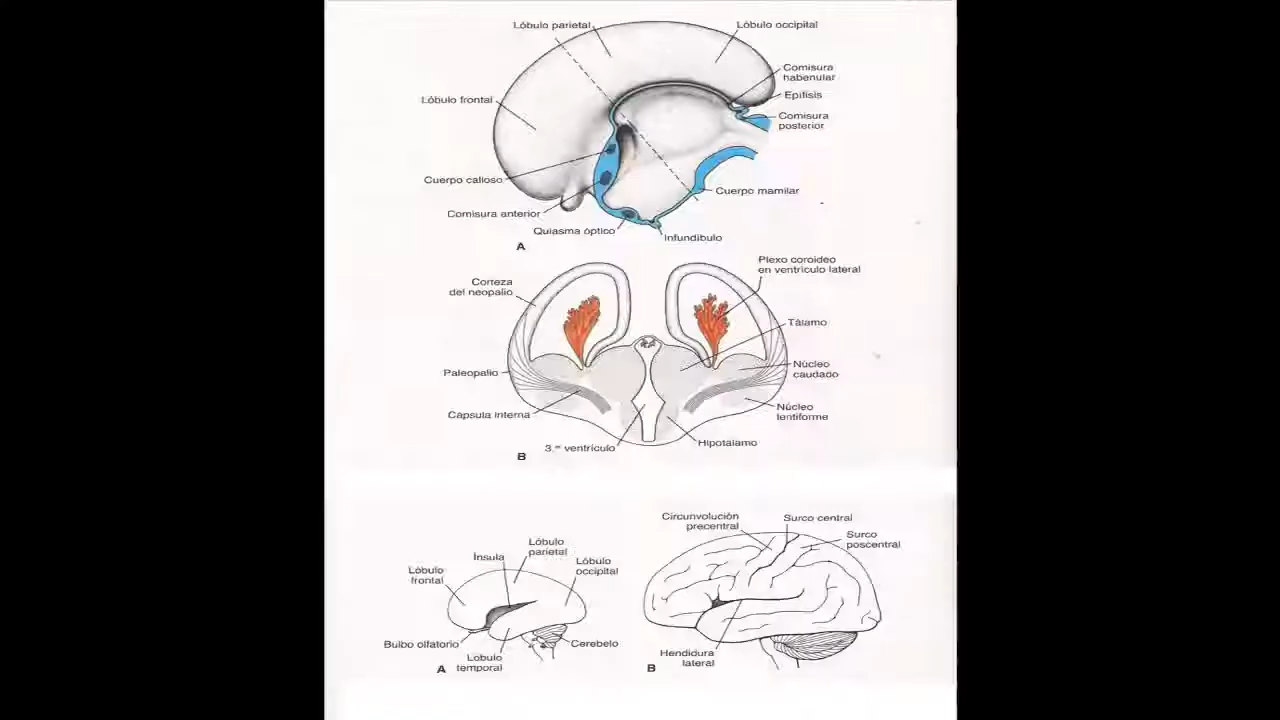 Lóbulo parietal
Lóbulo occipital
Comisura
habenular
Lóbulo frontal
Epífisis
Comisura
posterior
Cuerpo calloso
Cuerpo mamilar
Comisura anterior
Quiasma óptico
Infundíbulo
A
Plexo coroideo
en ventrículo lateral
Corteza
del neopalio
Tálamo
Paleopalio
Núcleo
caudado
Cápsula interna
Núcleo
lentiforme
Hipotálamo
3.er ventrículo
B
Lóbulo
parietal
Ínsula
Lóbulo
occipital
Lóbulo
frontal
Bulbo olfatorio
Cerebelo
Lóbulo
temporal
A
Circunvolución
precentral
Surco central
Surco
poscentral
Hendidura
lateral
B